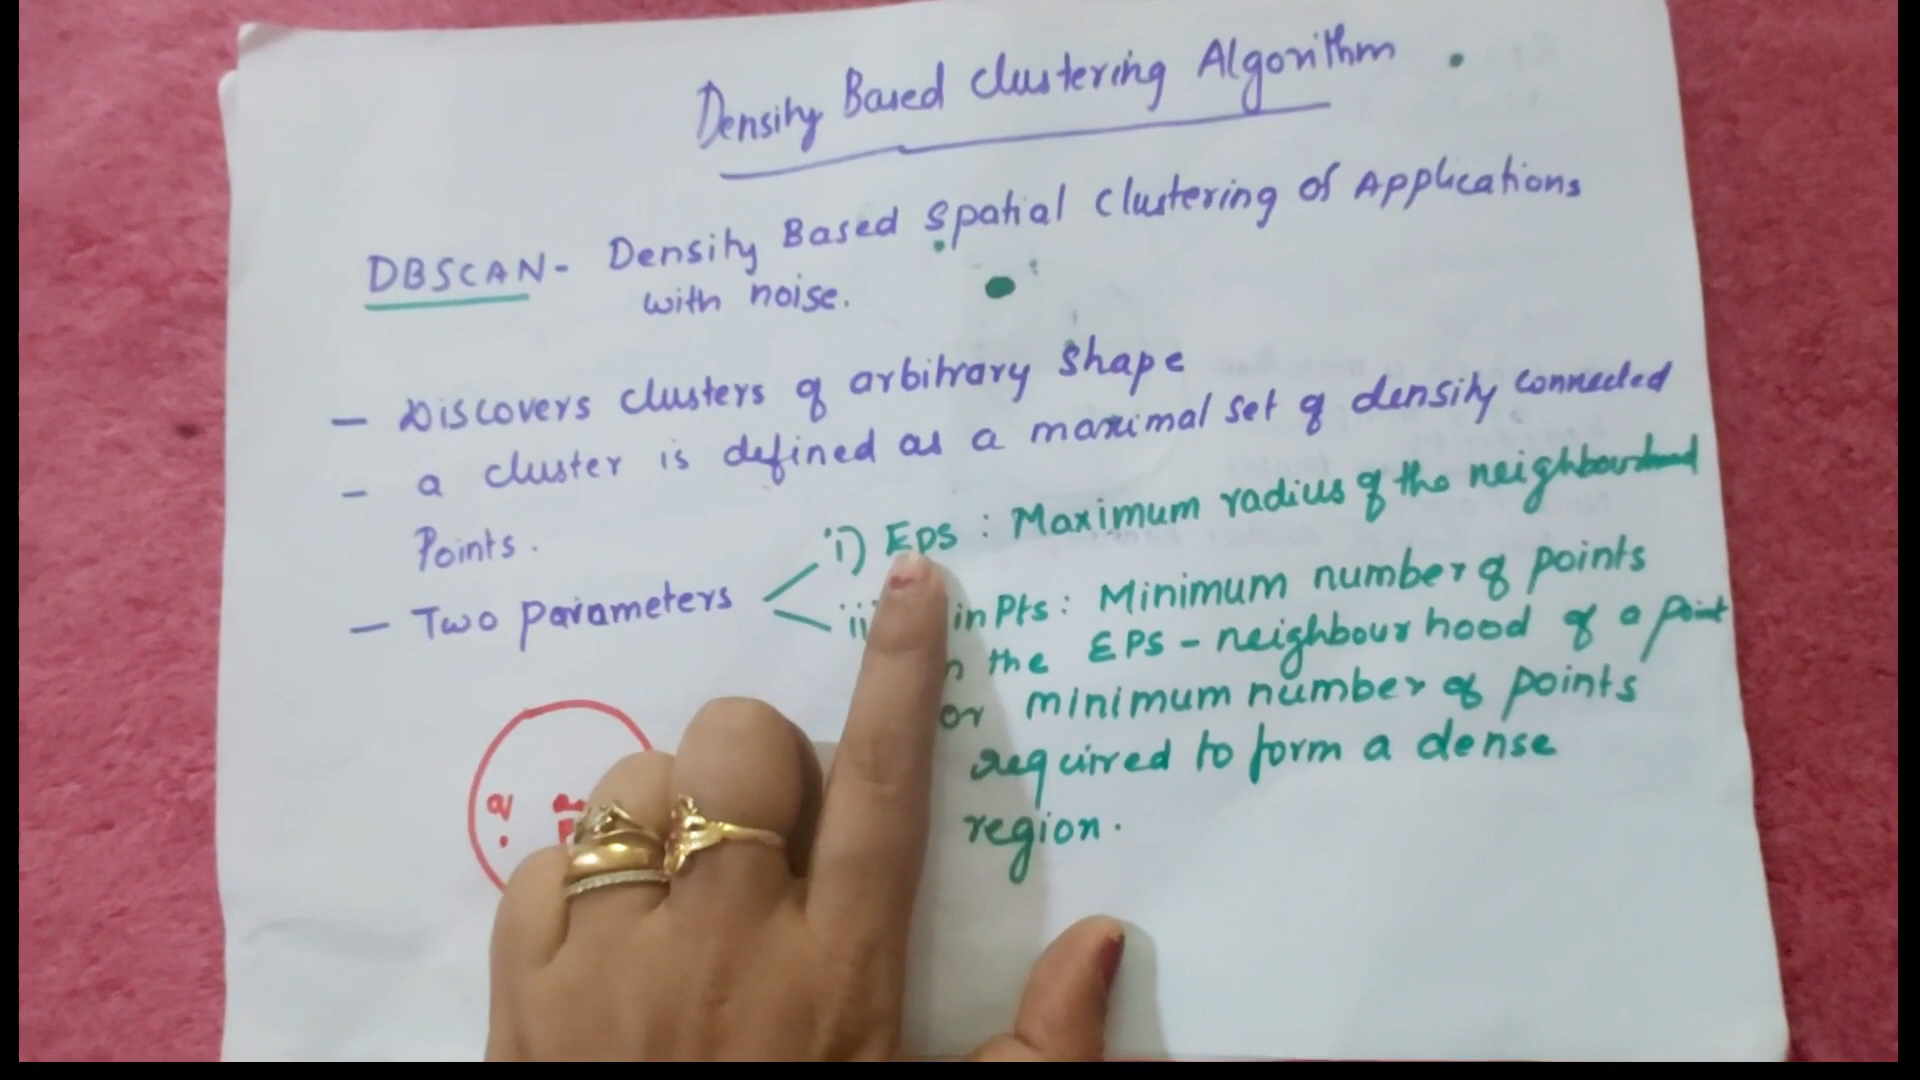 Density Based Clustering Algorithm
DBSCAN - Density Based Spatial Clustering of Applications
with noise.
- Discovers clusters of arbitrary shape
- a cluster is defined as a maximal set of density connected
Points.
- Two parameters
i) Eps : Maximum radius of the neighbourhood
ii) inPts : Minimum number of points
the EPS - neighbourhood of a point
or minimum number of points
required to form a dense
region.
q